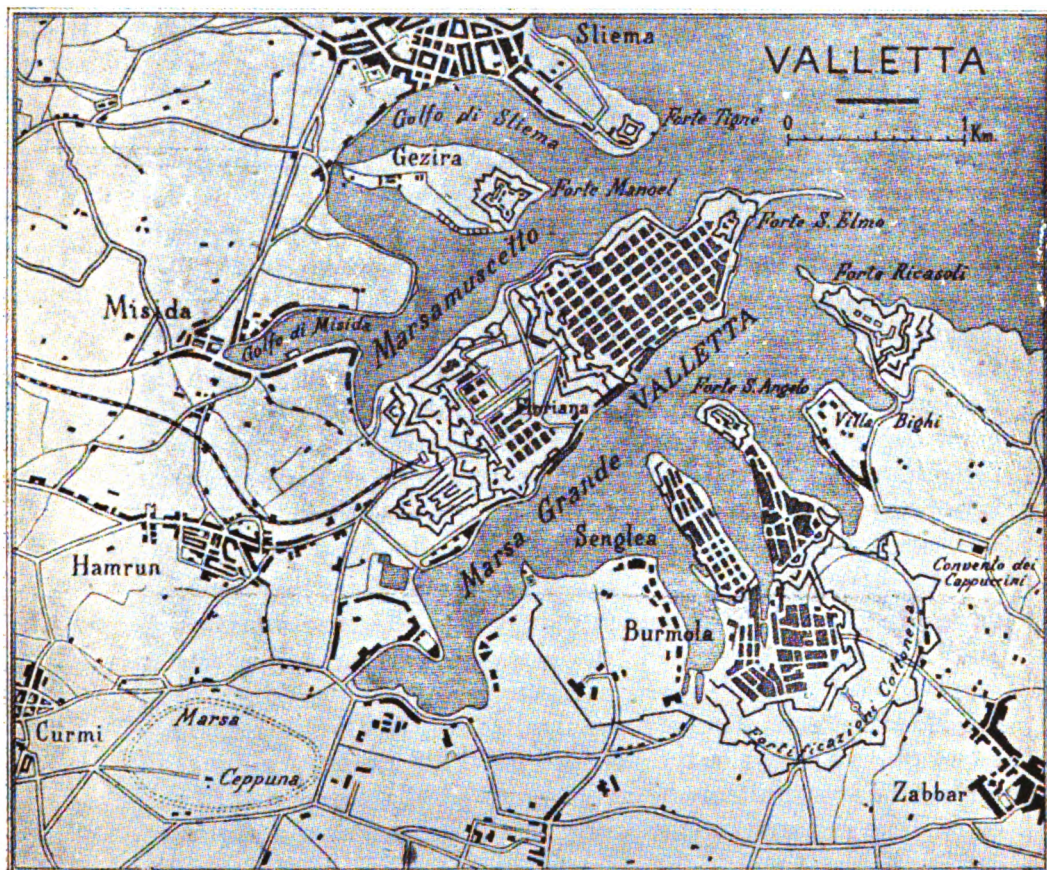 Sliema
VALLETTA
0 1 Km.
Forte Tigné
Golfo di Sliema
Gezira
Forte Manoel
Forte S. Elmo
Marsamuscetto
Forte Ricasoli
Misida
Golfo di Misida
VALLETTA
Forte S. Angelo
Floriana
Villa Bighi
Marsa Grande
Senglea
Hamrun
Convento dei
Cappuccini
Burmola
Fortificazioni Cottonera
Marsa
Curmi
Ceppuna
Zabbar